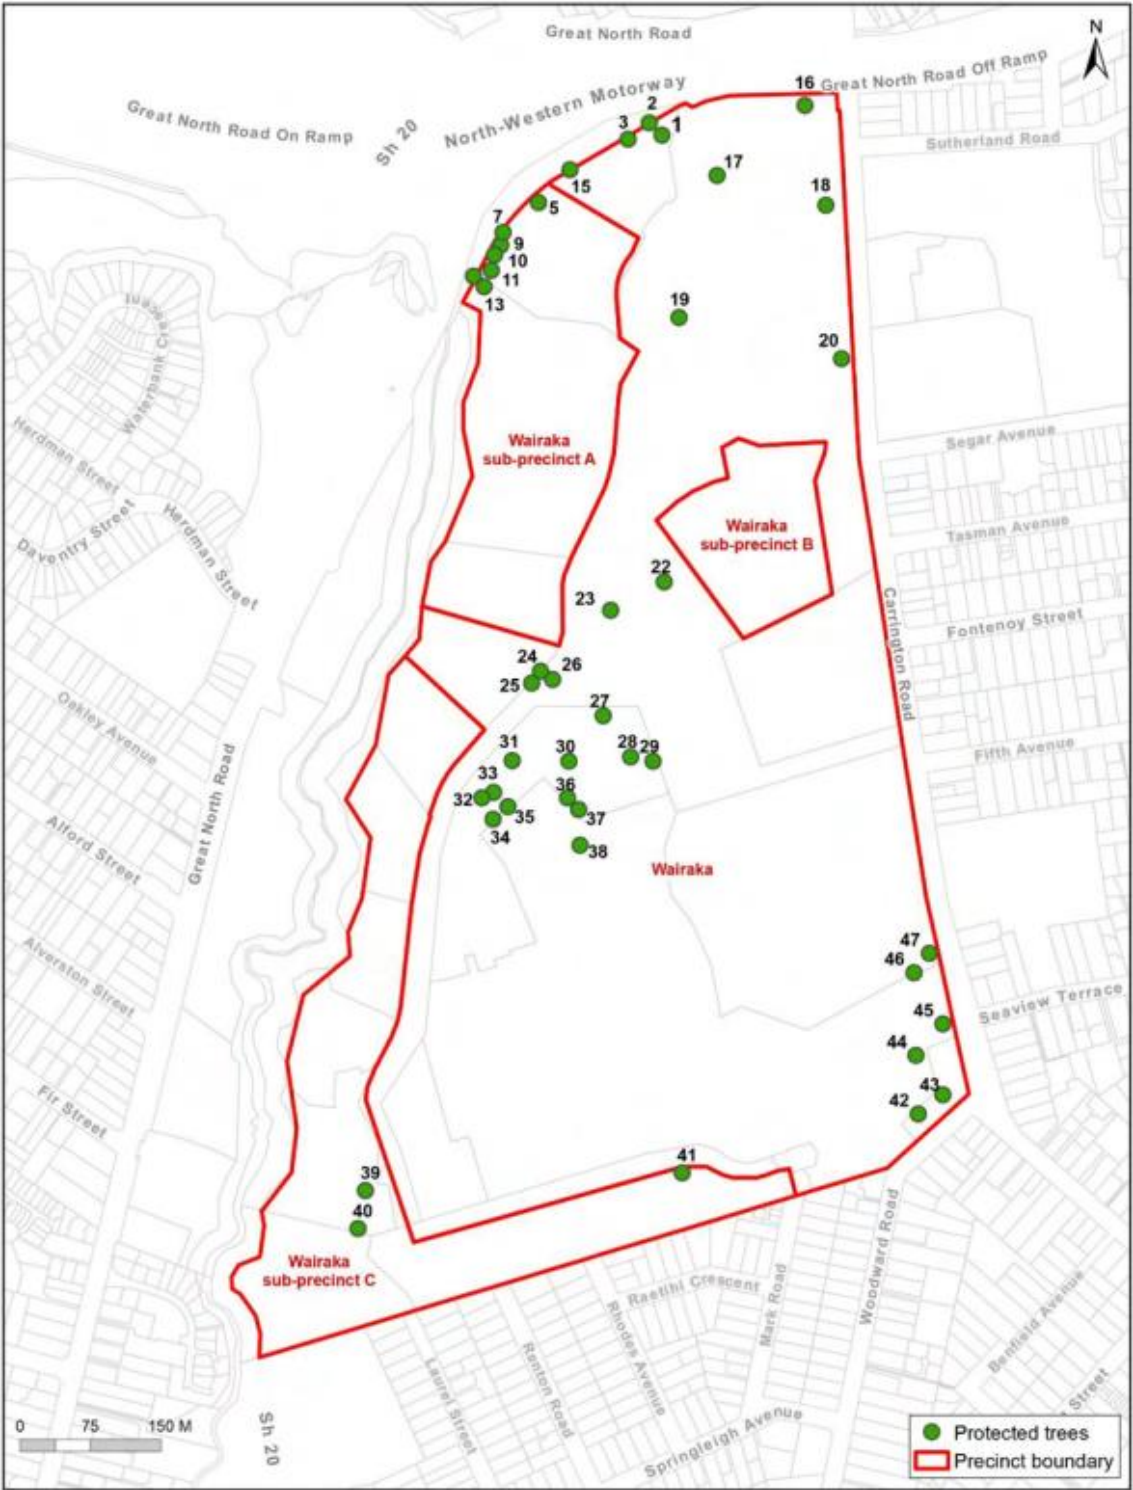 Great North Road
N
Great North Road Off Ramp
North-Western Motorway
Great North Road On Ramp
Sh 20
Sutherland Road
16
2
3
1
15
17
18
5
7
9
10
11
13
19
20
Waterbank Crescent
Herdman Street
Daventry Street
Herdman Street
Segar Avenue
Wairaka
sub-precinct A
Tasman Avenue
Wairaka
sub-precinct B
22
23
Carrington Road
Fontenoy Street
24
26
25
27
Oakley Avenue
Great North Road
Fifth Avenue
31
30
28
29
33
32
36
35
37
34
38
Alford Street
Wairaka
Alverston Street
47
46
45
Seaview Terrace
44
43
42
Fir Street
41
39
40
Wairaka
sub-precinct C
Woodward Road
Raetihi Crescent
Mark Road
Rhodes Avenue
Benfield Avenue
Renton Road
Laurel Street
Springleigh Avenue
Street
Sh 20
0 75 150 M
Protected trees
Precinct boundary